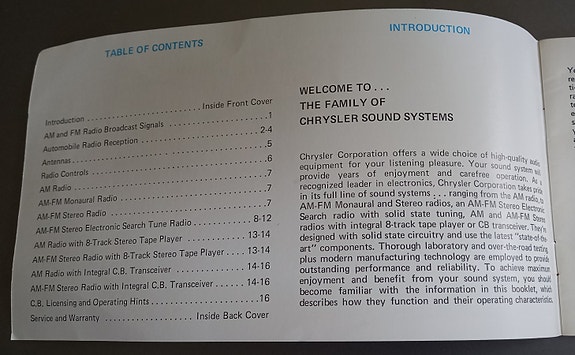 TABLE OF CONTENTS
Introduction . . . . . . . . . . . . . . . . . . . . . . Inside Front Cover
AM and FM Radio Broadcast Signals . . . . . . . . . . . . . . . . . . . . 1
Automobile Radio Reception . . . . . . . . . . . . . . . . . . . . . . 2-4
Antennas . . . . . . . . . . . . . . . . . . . . . . . . . . . . . . 5
Radio Controls . . . . . . . . . . . . . . . . . . . . . . . . . . . 6
AM Radio . . . . . . . . . . . . . . . . . . . . . . . . . . . . . 7
AM-FM Monaural Radio . . . . . . . . . . . . . . . . . . . . . . . 7
AM-FM Stereo Radio . . . . . . . . . . . . . . . . . . . . . . . . 7
AM-FM Stereo Electronic Search Tune Radio . . . . . . . . . . . . . 8-12
AM Radio with 8-Track Stereo Tape Player . . . . . . . . . . . . . 13-14
AM-FM Stereo Radio with 8-Track Stereo Tape Player . . . . 13-14
AM Radio with Integral C.B. Transceiver . . . . . . . . . . . . 14-16
AM-FM Stereo Radio with Integral C.B. Transceiver . . . . . . 14-16
C.B. Licensing and Operating Hints . . . . . . . . . . . . . . . . . 16
Service and Warranty . . . . . . . . . . . . . . . . . . Inside Back Cover
INTRODUCTION
WELCOME TO . . .
THE FAMILY OF
CHRYSLER SOUND SYSTEMS
Chrysler Corporation offers a wide choice of high-quality audio
equipment for your listening pleasure. Your sound system will
provide years of enjoyment and carefree operation. As a
recognized leader in electronics, Chrysler Corporation takes pride
in its full line of sound systems . . . ranging from the AM radio, to
AM-FM Monaural and Stereo radios, an AM-FM Stereo Electronic
Search radio with solid state tuning, AM and AM-FM Stereo
radios with integral 8-track tape player or CB transceiver. They're
designed with solid state circuitry and use the latest "state-of-the
art" components. Thorough laboratory and over-the-road testing
plus modern manufacturing technology are employed to provide
outstanding performance and reliability. To achieve maximum
enjoyment and benefit from your sound system, you should
become familiar with the information in this booklet, which
describes how they function and their operating characteristics.